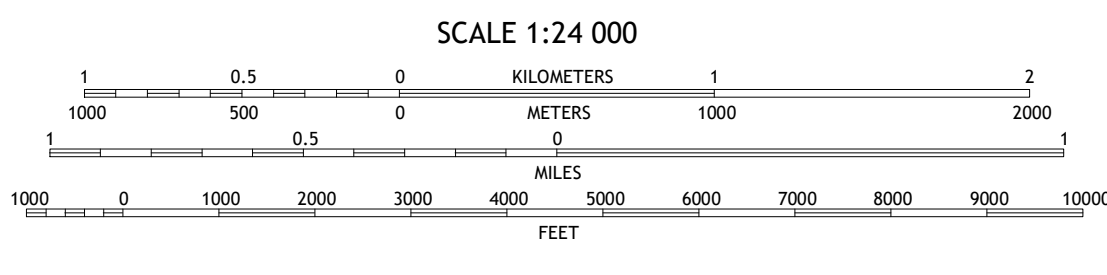 SCALE 1:24 000
1 0.5 0 KILOMETERS 1 2
1000 500 0 METERS 1000 2000
1 0.5 0 1
MILES
1000 0 1000 2000 3000 4000 5000 6000 7000 8000 9000 10000
FEET